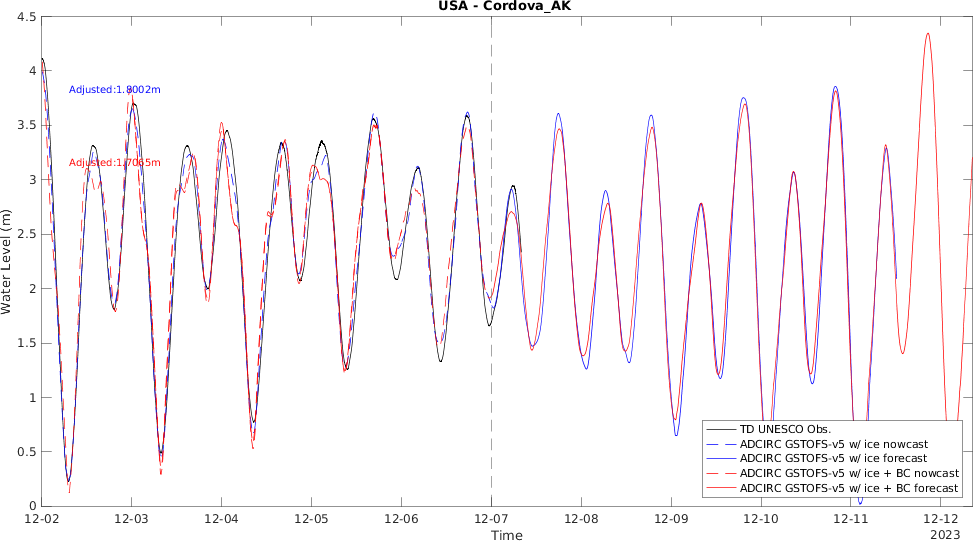 USA - Cordova_AK
4.5
4
3.5
3
2.5
2
1.5
1
0.5
0
Water Level (m)
Adjusted:1.8002m
Adjusted:1.7065m
TD UNESCO Obs.
ADCIRC GSTOFS-v5 w/ ice nowcast
ADCIRC GSTOFS-v5 w/ ice forecast
ADCIRC GSTOFS-v5 w/ ice + BC nowcast
ADCIRC GSTOFS-v5 w/ ice + BC forecast
12-02 12-03 12-04 12-05 12-06 12-07 12-08 12-09 12-10 12-11 12-12
Time
2023